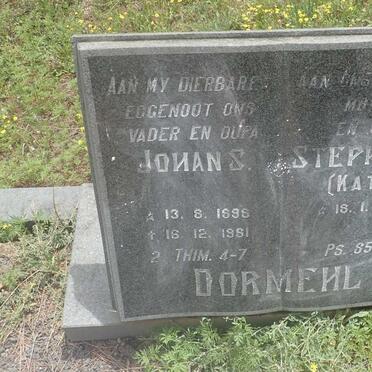 AAN MY DIERBARE
EGGENOOT ONS
VADER EN OUPA
JOHAN S.
13. 8. 1898
16. 12. 1981
2 THIM. 4-7
AAN ONS
EN
STEPH
(KAT
18. 1.
PS. 85
DORMEHL